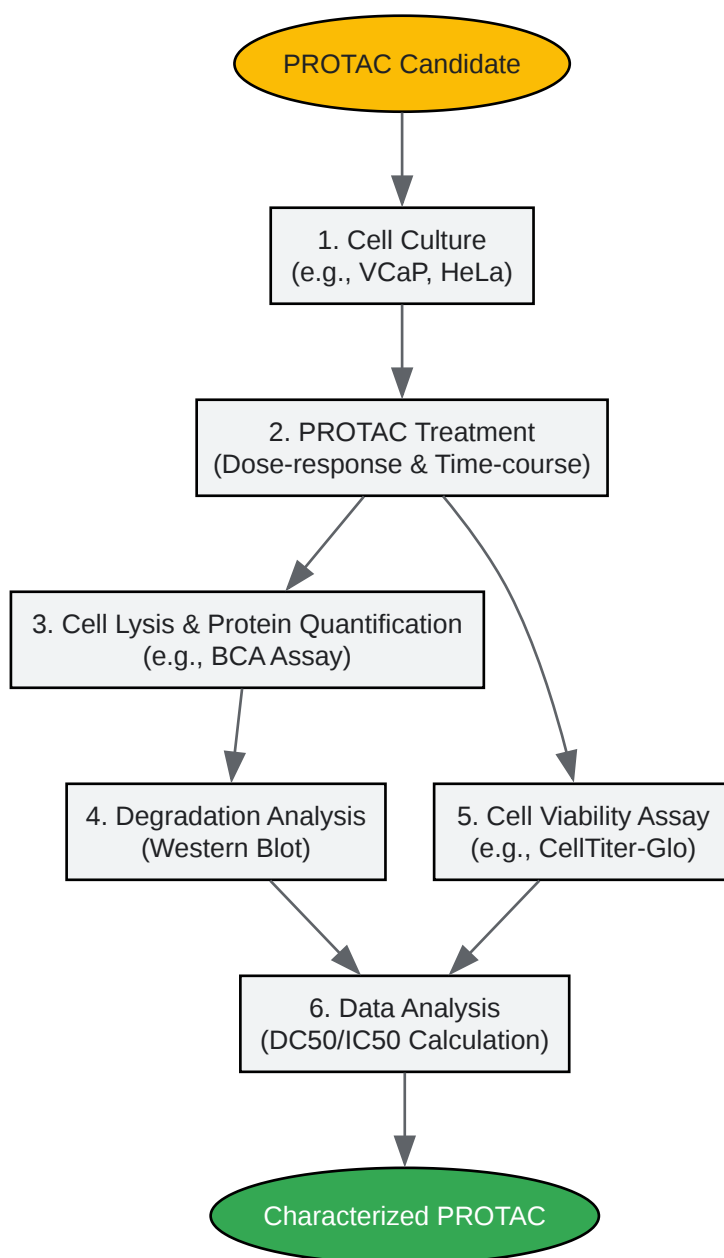 PROTAC Candidate
1. Cell Culture
(e.g., VCaP, HeLa)
2. PROTAC Treatment
(Dose-response & Time-course)
3. Cell Lysis & Protein Quantification
(e.g., BCA Assay)
4. Degradation Analysis
(Western Blot)
5. Cell Viability Assay
(e.g., CellTiter-Glo)
6. Data Analysis
(DC50/IC50 Calculation)
Characterized PROTAC